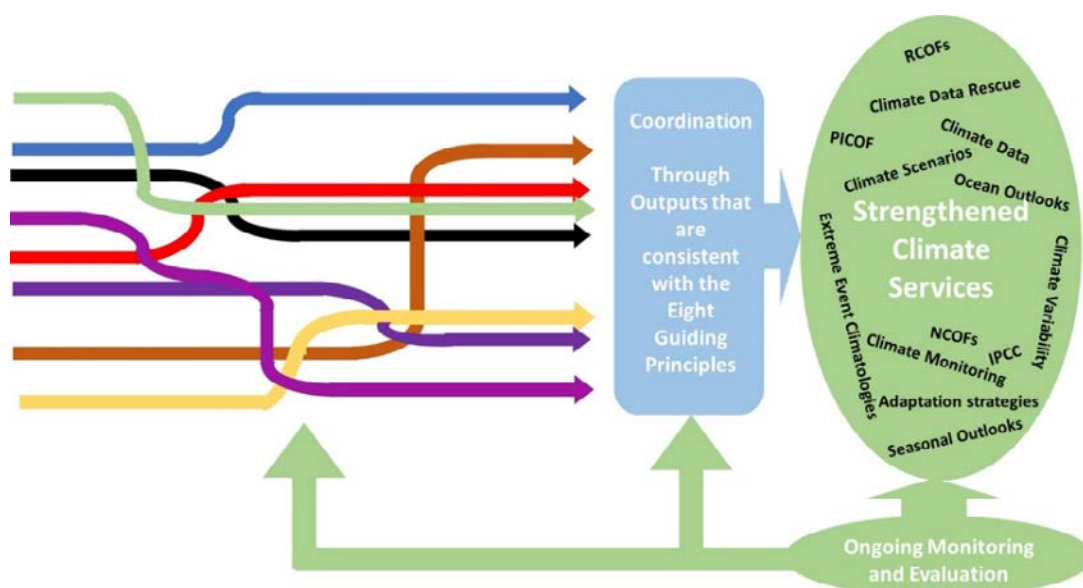 Coordination
Through
Outputs that
are
consistent
with the
Eight
Guiding
Principles
RCOFs
Climate Data Rescue
PICOF
Climate Data
Climate Scenarios
Ocean Outlooks
Strengthened
Climate
Services
Extreme Event Climatologies
Climate Variability
NCOFs
Climate Monitoring
IPCC
Adaptation strategies
Seasonal Outlooks
Ongoing Monitoring
and Evaluation